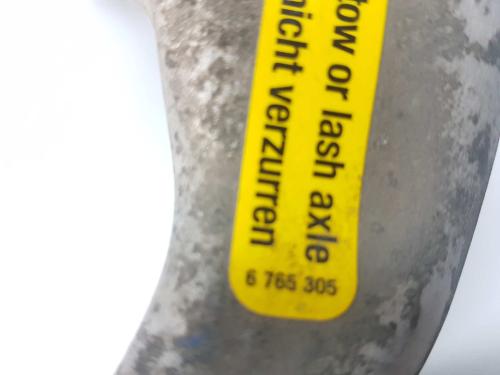 tow or lash axle
nicht verzurren
6 765 305